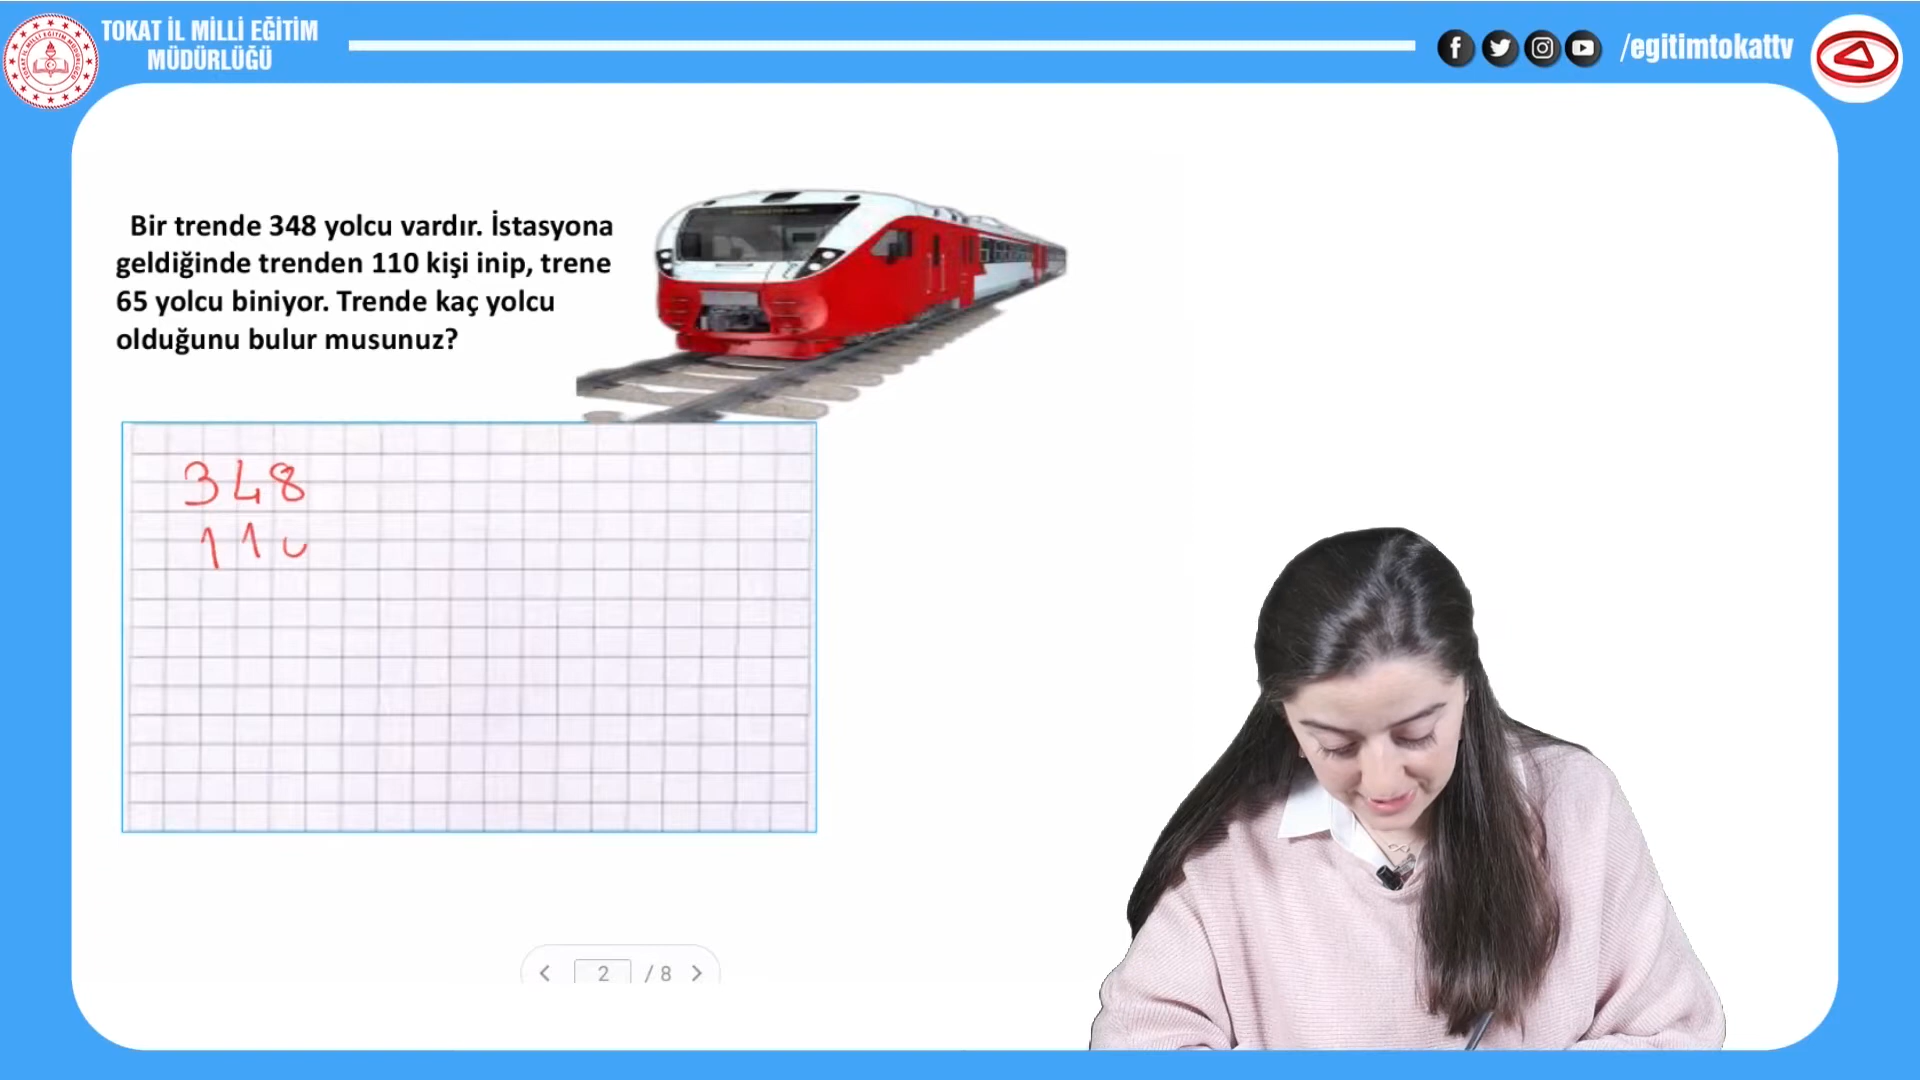 TOKAT İL MİLLİ EĞİTİM
MÜDÜRLÜĞÜ
/egitimtokattv
Bir trende 348 yolcu vardır. İstasyona
geldiğinde trenden 110 kişi inip, trene
65 yolcu biniyor. Trende kaç yolcu
olduğunu bulur musunuz?
348
110
2 / 8